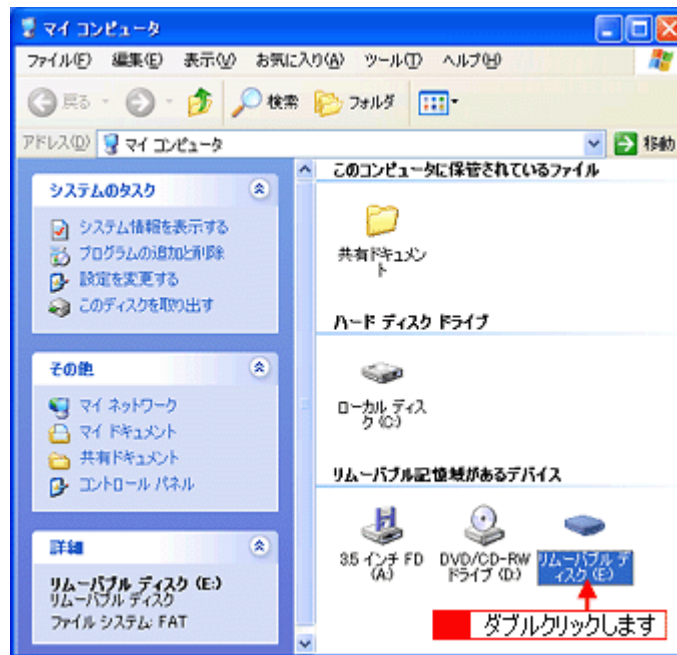 マイ コンピュータ
ファイル(F) 編集(E) 表示(V) お気に入り(A) ツール(T) ヘルプ(H)
戻る 検索 フォルダ
アドレス(D) マイ コンピュータ 移動
システムのタスク
システム情報を表示する
プログラムの追加と削除
設定を変更する
このディスクを取り出す
その他
マイ ネットワーク
マイ ドキュメント
共有ドキュメント
コントロール パネル
詳細
リムーバブル ディスク (E:)
リムーバブル ディスク
ファイル システム: FAT
このコンピュータに保管されているファイル
共有ドキュメン
ト
ハード ディスク ドライブ
ローカル ディス
ク (C:)
リムーバブル記憶域があるデバイス
3.5 インチ FD
(A:)
DVD/CD-RW
ドライブ (D:)
リムーバブル デ
ィスク (E:)
ダブルクリックします